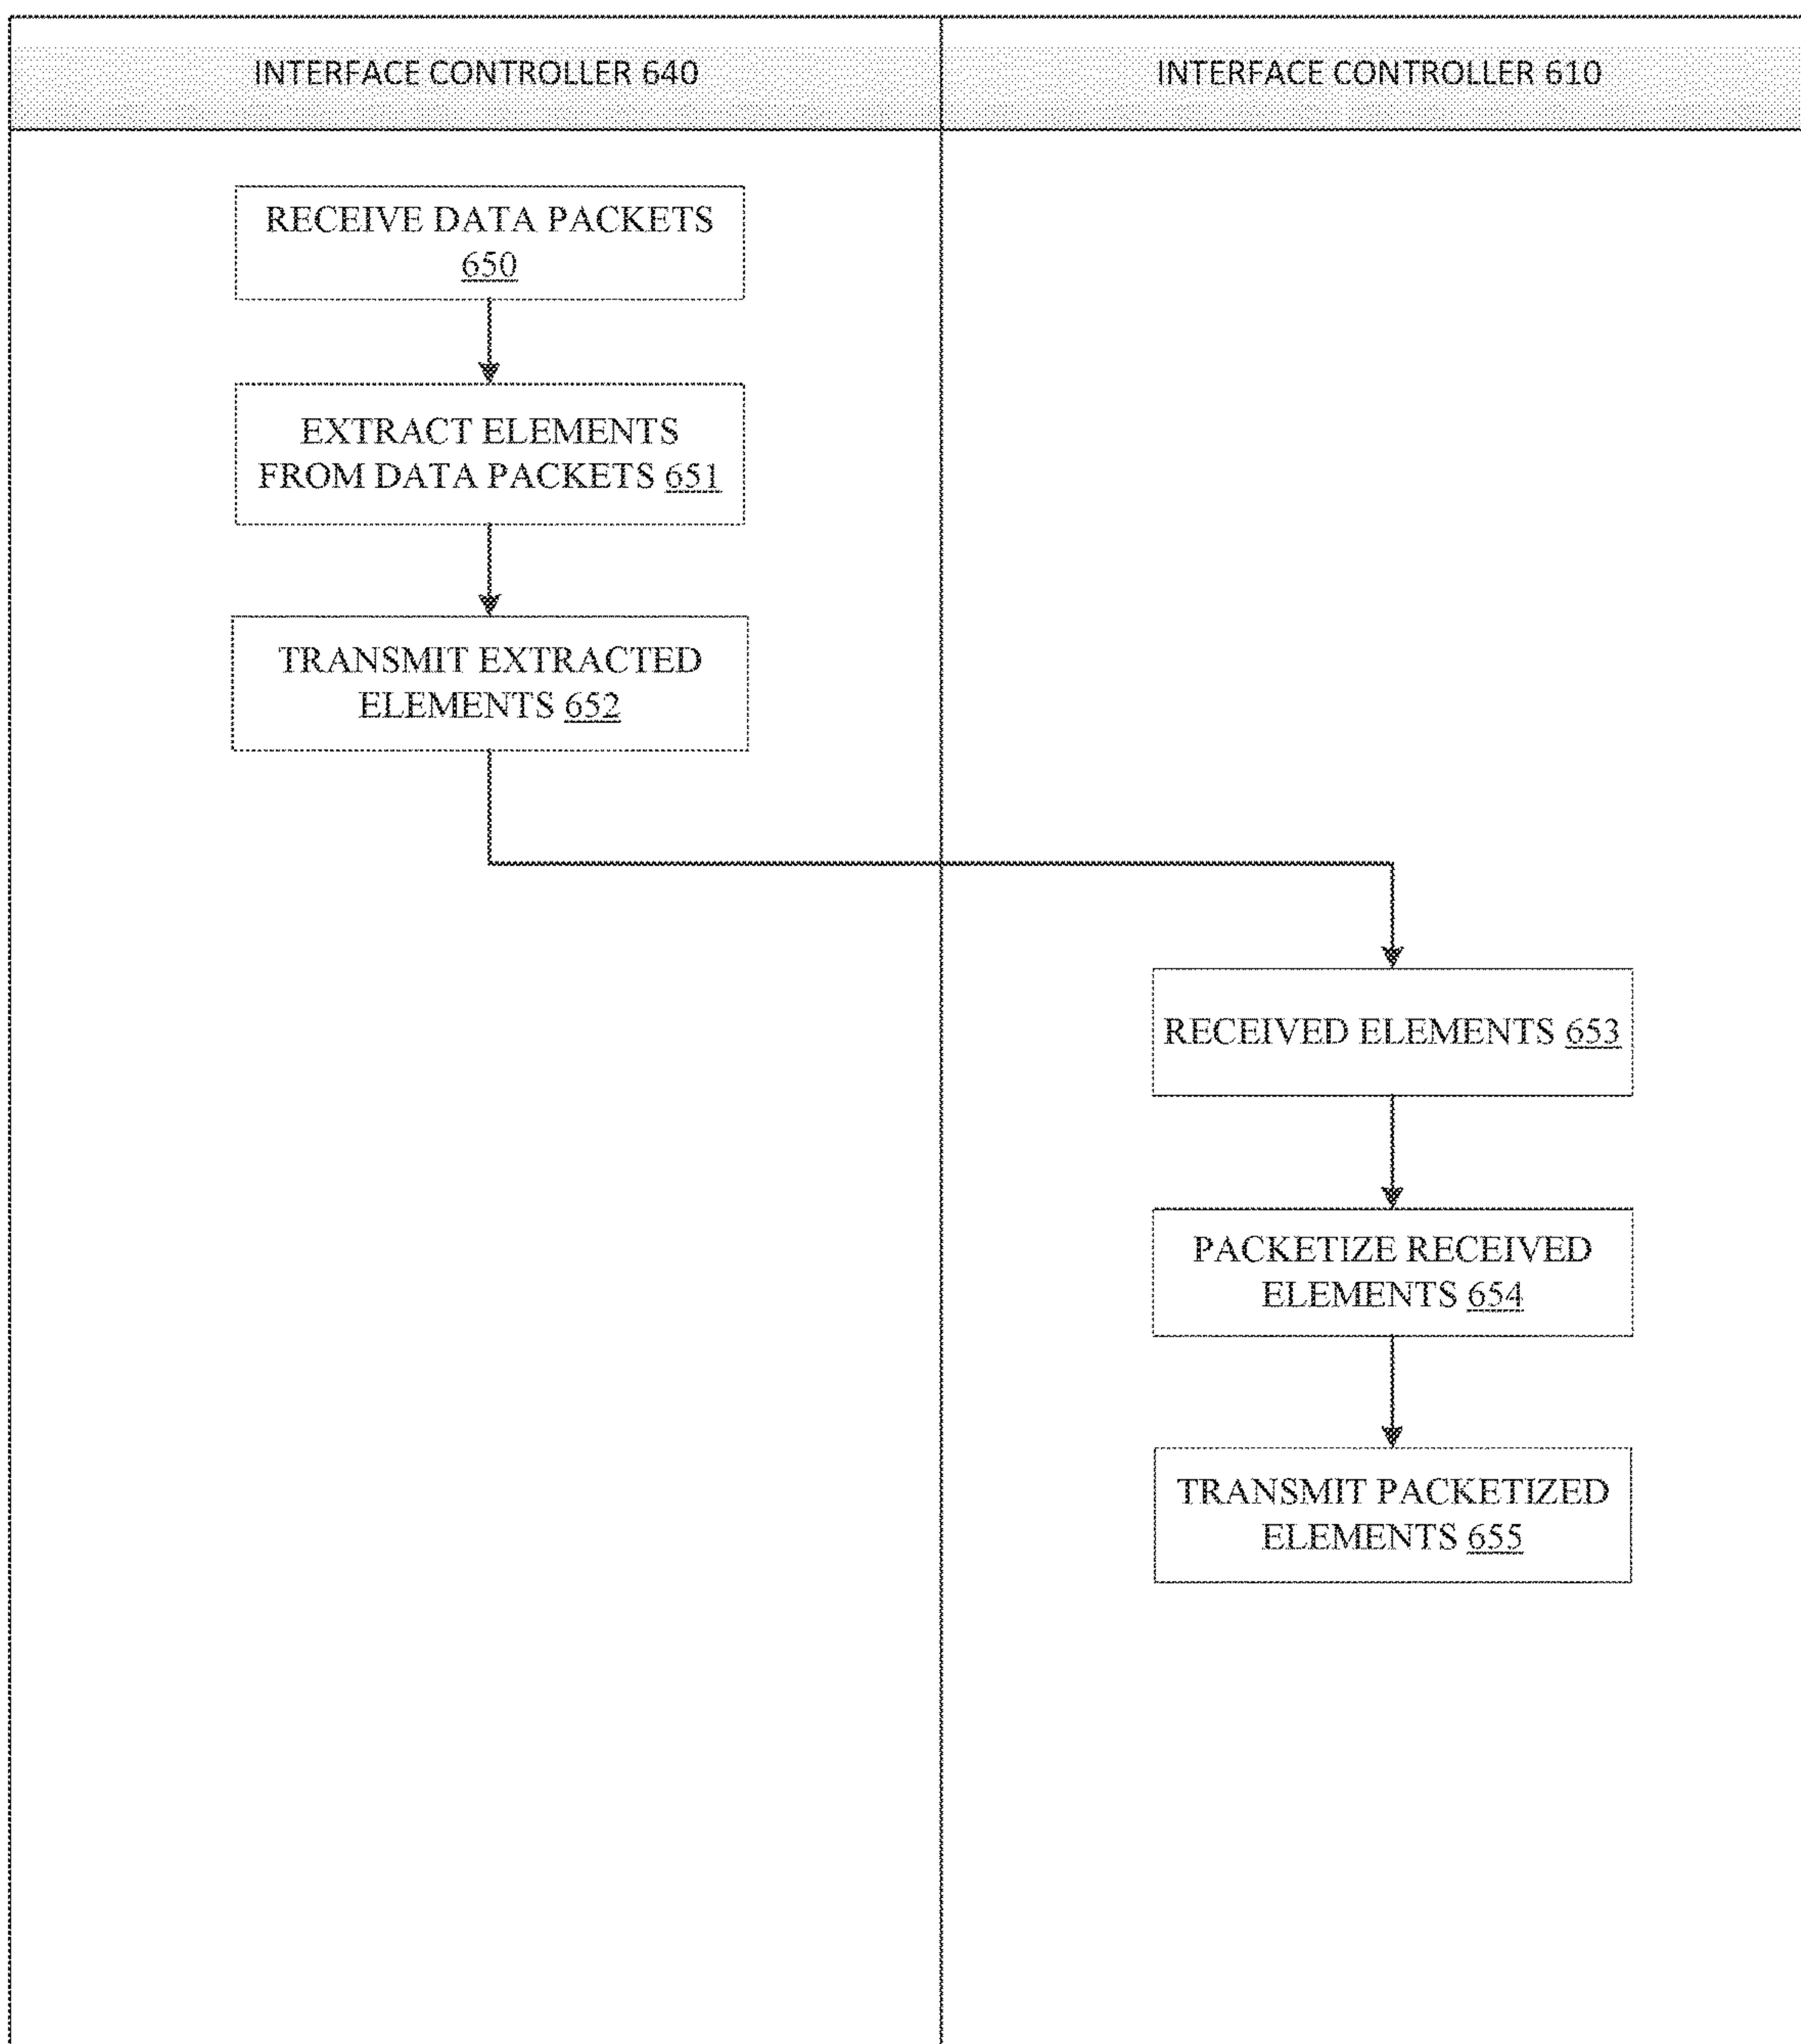 INTERFACE CONTROLLER 640
INTERFACE CONTROLLER 610
RECEIVE DATA PACKETS
650
EXTRACT ELEMENTS
FROM DATA PACKETS 651
TRANSMIT EXTRACTED
ELEMENTS 652
RECEIVED ELEMENTS 653
PACKETIZE RECEIVED
ELEMENTS 654
TRANSMIT PACKETIZED
ELEMENTS 655